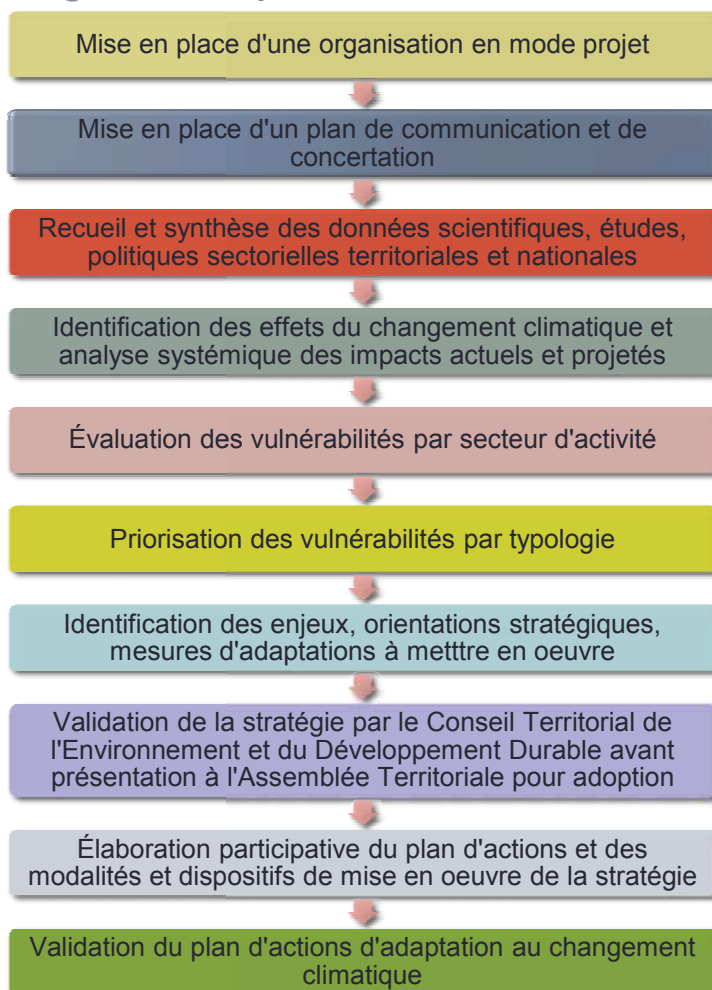 Mise en place d'une organisation en mode projet
Mise en place d'un plan de communication et de
concertation
Recueil et synthèse des données scientifiques, études,
politiques sectorielles territoriales et nationales
Identification des effets du changement climatique et
analyse systémique des impacts actuels et projetés
Évaluation des vulnérabilités par secteur d'activité
Priorisation des vulnérabilités par typologie
Identification des enjeux, orientations stratégiques,
mesures d'adaptations à metttre en oeuvre
Validation de la stratégie par le Conseil Territorial de
l'Environnement et du Développement Durable avant
présentation à l'Assemblée Territoriale pour adoption
Élaboration participative du plan d'actions et des
modalités et dispositifs de mise en oeuvre de la stratégie
Validation du plan d'actions d'adaptation au changement
climatique